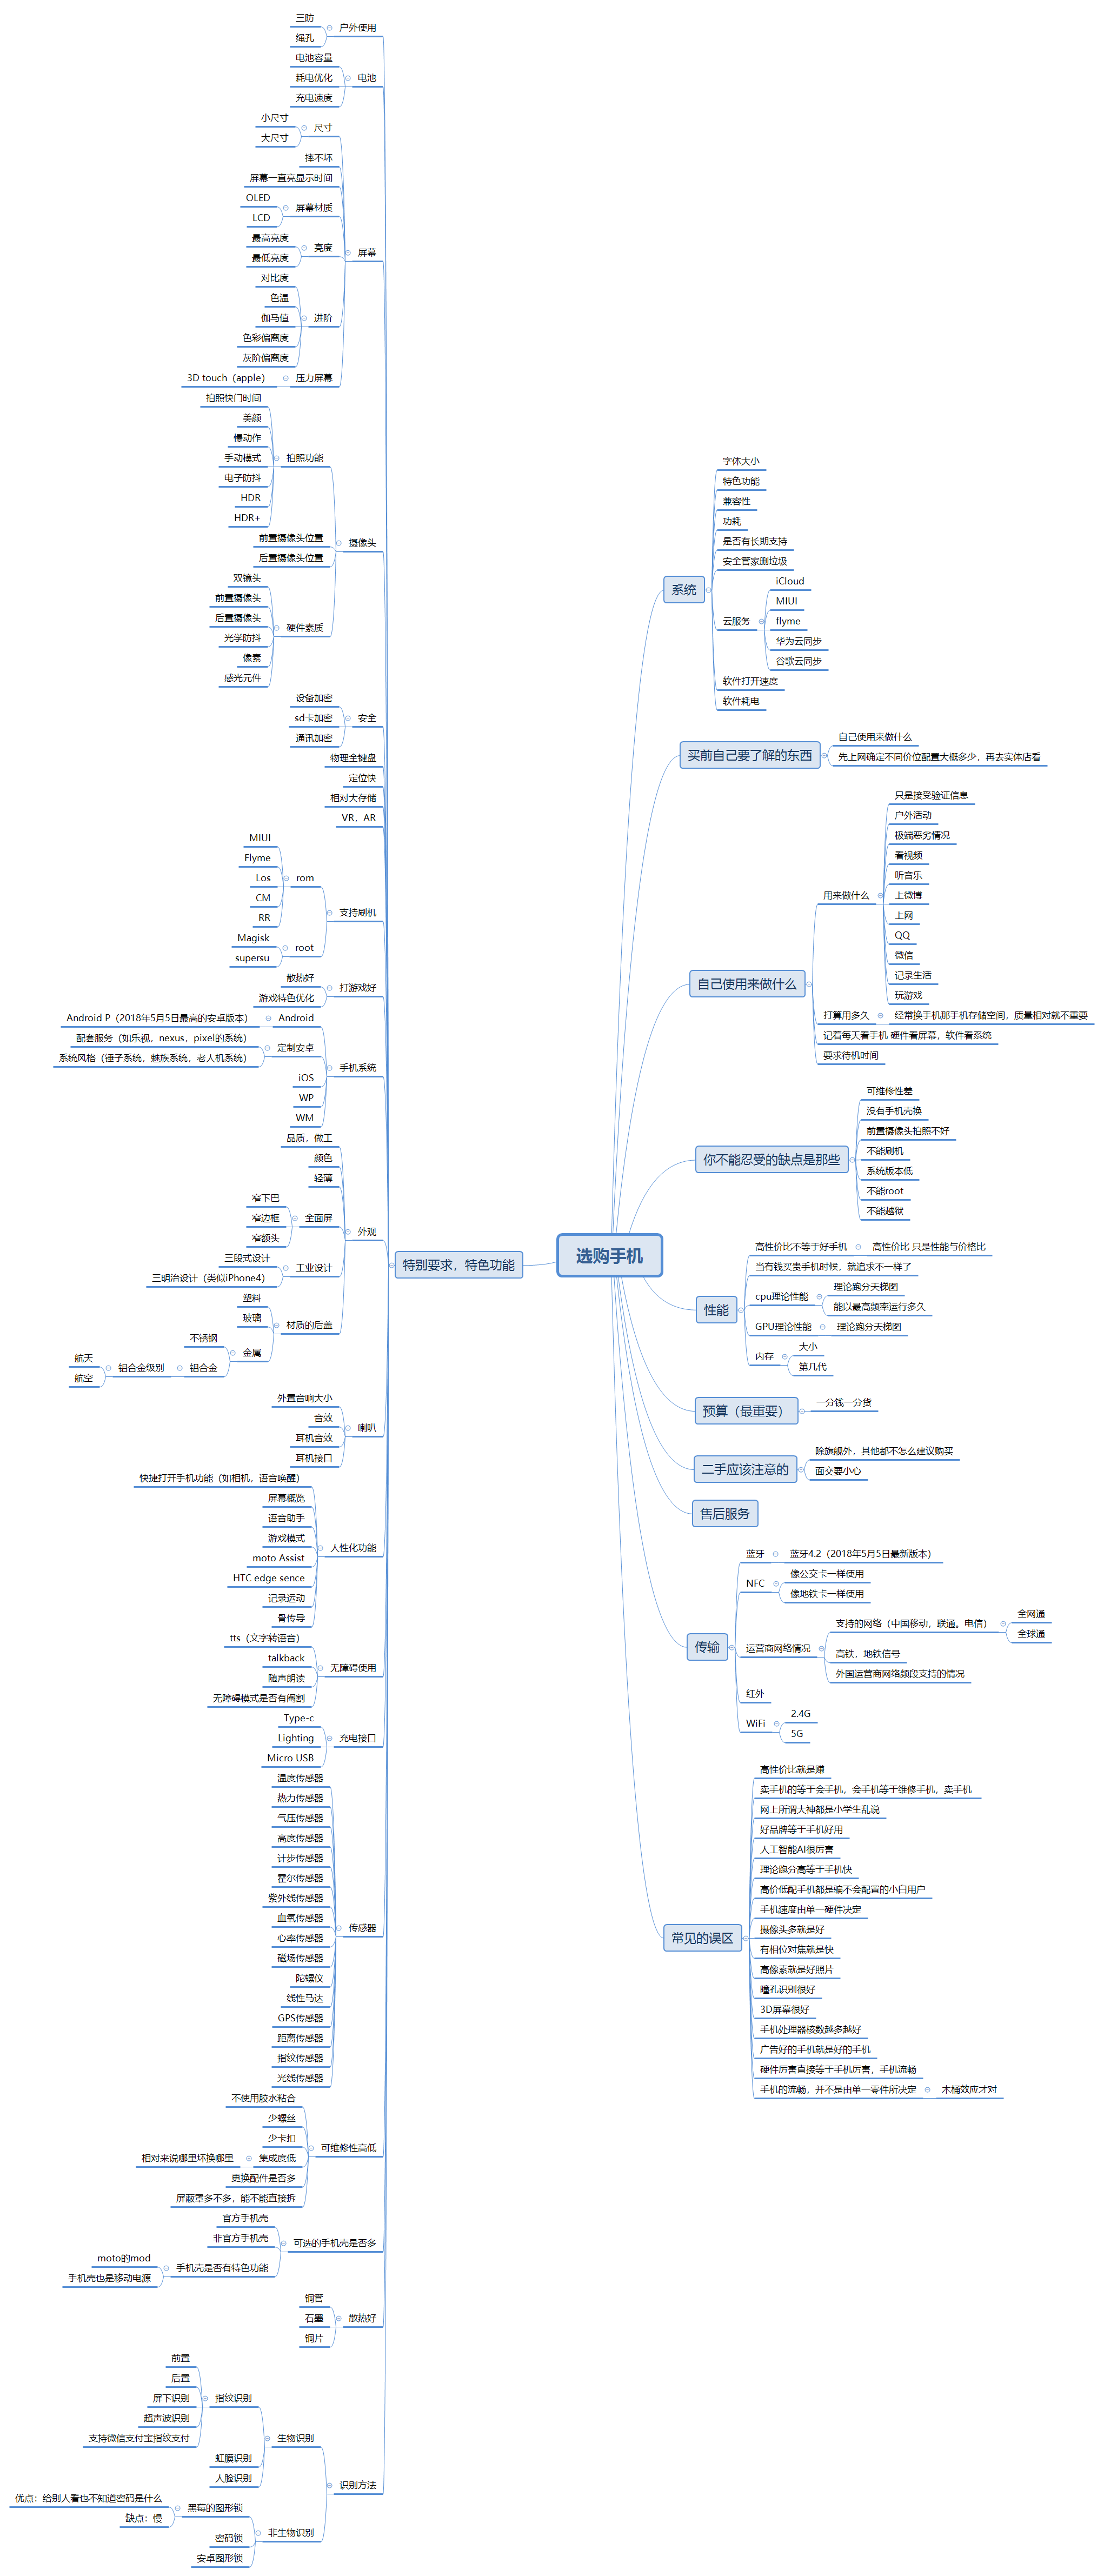 选购手机
系统
字体大小
特色功能
兼容性
功耗
是否有长期支持
安全管家删垃圾
云服务
iCloud
MIUI
flyme
华为云同步
谷歌云同步
软件打开速度
软件耗电
买前自己要了解的东西
自己使用来做什么
先上网确定不同价位配置大概多少，再去实体店看
自己使用来做什么
用来做什么
只是接受验证信息
户外活动
极端恶劣情况
看视频
听音乐
上微博
上网
QQ
微信
记录生活
玩游戏
打算用多久
经常换手机那手机存储空间，质量相对就不重要
记着每天看手机 硬件看屏幕，软件看系统
要求待机时间
你不能忍受的缺点是那些
可维修性差
没有手机壳换
前置摄像头拍照不好
不能刷机
系统版本低
不能root
不能越狱
性能
高性价比不等于好手机
高性价比 只是性能与价格比
当有钱买贵手机时候，就追求不一样了
cpu理论性能
理论跑分天梯图
能以最高频率运行多久
GPU理论性能
理论跑分天梯图
内存
大小
第几代
预算（最重要）
一分钱一分货
二手应该注意的
除旗舰外，其他都不怎么建议购买
面交要小心
售后服务
传输
蓝牙
蓝牙4.2（2018年5月5日最新版本）
NFC
像公交卡一样使用
像地铁卡一样使用
运营商网络情况
支持的网络（中国移动，联通。电信）
全网通
全球通
高铁，地铁信号
外国运营商网络频段支持的情况
红外
WiFi
2.4G
5G
常见的误区
高性价比就是赚
卖手机的等于会手机，会手机等于维修手机，卖手机
网上所谓大神都是小学生乱说
好品牌等于手机好用
人工智能AI很厉害
理论跑分高等于手机快
高价低配手机都是骗不会配置的小白用户
手机速度由单一硬件决定
摄像头多就是好
有相位对焦就是快
高像素就是好照片
瞳孔识别很好
3D屏幕很好
手机处理器核数越多越好
广告好的手机就是好的手机
硬件厉害直接等于手机厉害，手机流畅
手机的流畅，并不是由单一零件所决定
木桶效应才对
特别要求，特色功能
户外使用
三防
绳孔
电池
电池容量
耗电优化
充电速度
屏幕
尺寸
小尺寸
大尺寸
摔不坏
屏幕一直亮显示时间
屏幕材质
OLED
LCD
亮度
最高亮度
最低亮度
进阶
对比度
色温
伽马值
色彩偏离度
灰阶偏离度
压力屏幕
3D touch（apple）
摄像头
拍照功能
拍照快门时间
美颜
慢动作
手动模式
电子防抖
HDR
HDR+
前置摄像头位置
后置摄像头位置
硬件素质
双镜头
前置摄像头
后置摄像头
光学防抖
像素
感光元件
安全
设备加密
sd卡加密
通讯加密
物理全键盘
定位快
相对大存储
VR，AR
支持刷机
rom
MIUI
Flyme
Los
CM
RR
root
Magisk
supersu
打游戏好
散热好
游戏特色优化
手机系统
Android
Android P（2018年5月5日最高的安卓版本）
定制安卓
配套服务（如乐视，nexus，pixel的系统）
系统风格（锤子系统，魅族系统，老人机系统）
iOS
WP
WM
外观
品质，做工
颜色
轻薄
全面屏
窄下巴
窄边框
窄额头
工业设计
三段式设计
三明治设计（类似iPhone4）
材质的后盖
塑料
玻璃
金属
不锈钢
铝合金
铝合金级别
航天
航空
喇叭
外置音响大小
音效
耳机音效
耳机接口
人性化功能
快捷打开手机功能（如相机，语音唤醒）
屏幕概览
语音助手
游戏模式
moto Assist
HTC edge sence
记录运动
骨传导
无障碍使用
tts（文字转语音）
talkback
随声朗读
无障碍模式是否有阉割
充电接口
Type-c
Lighting
Micro USB
传感器
温度传感器
热力传感器
气压传感器
高度传感器
计步传感器
霍尔传感器
紫外线传感器
血氧传感器
心率传感器
磁场传感器
陀螺仪
线性马达
GPS传感器
距离传感器
指纹传感器
光线传感器
可维修性高低
不使用胶水粘合
少螺丝
少卡扣
集成度低
相对来说哪里坏换哪里
更换配件是否多
屏蔽罩多不多，能不能直接拆
可选的手机壳是否多
官方手机壳
非官方手机壳
手机壳是否有特色功能
moto的mod
手机壳也是移动电源
散热好
铜管
石墨
铜片
识别方法
生物识别
指纹识别
前置
后置
屏下识别
超声波识别
支持微信支付宝指纹支付
虹膜识别
人脸识别
非生物识别
黑莓的图形锁
优点：给别人看也不知道密码是什么
缺点：慢
密码锁
安卓图形锁